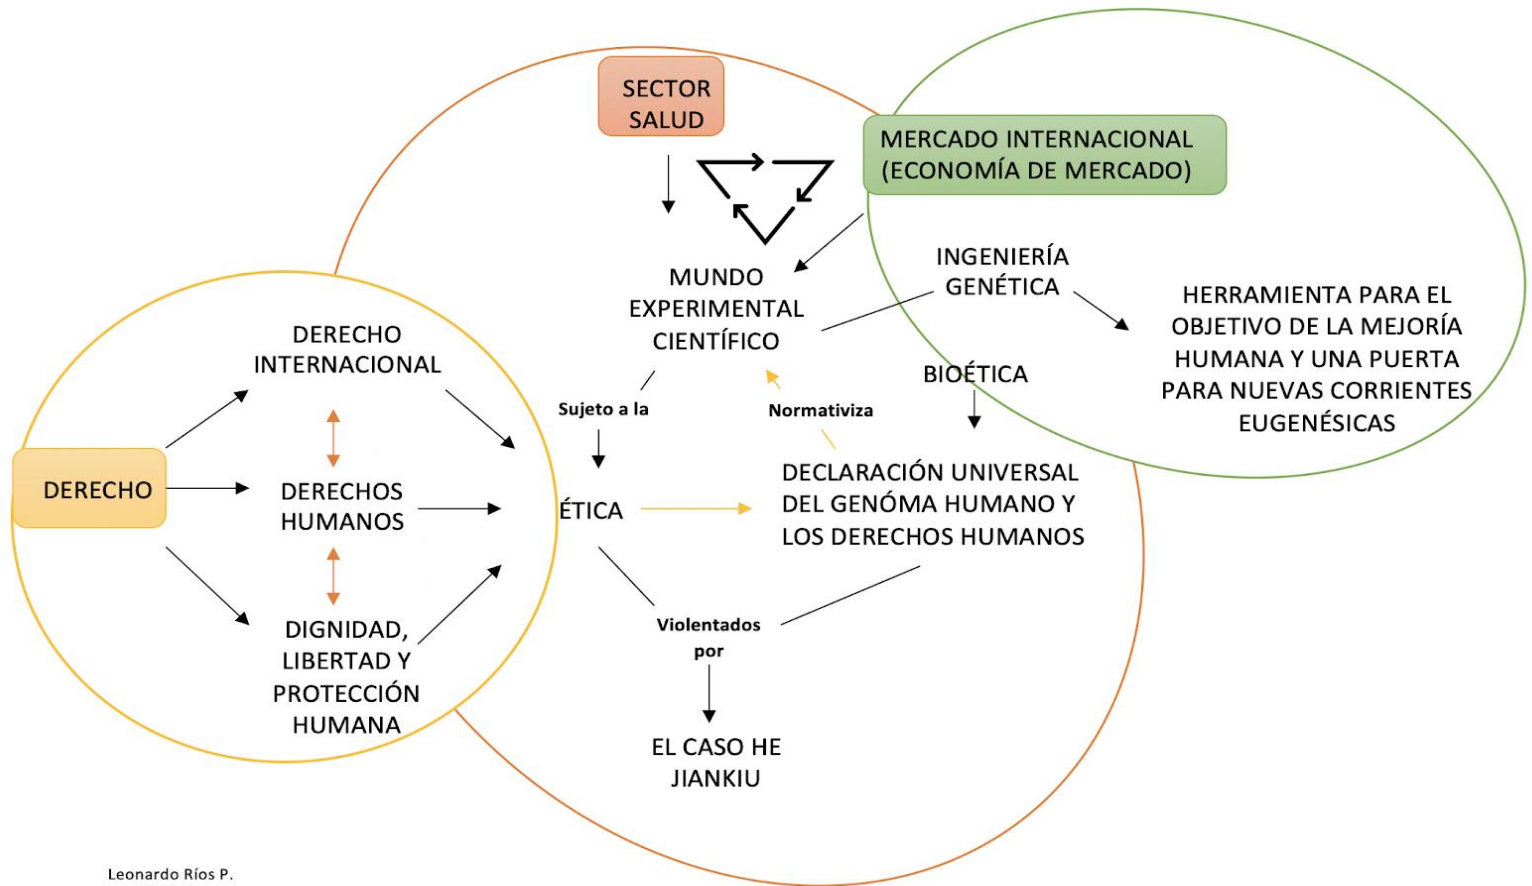 SECTOR
SALUD
MERCADO INTERNACIONAL
(ECONOMÍA DE MERCADO)
MUNDO
EXPERIMENTAL
CIENTÍFICO
INGENIERÍA
GENÉTICA
HERRAMIENTA PARA EL
OBJETIVO DE LA MEJORÍA
HUMANA Y UNA PUERTA
PARA NUEVAS CORRIENTES
EUGENÉSICAS
BIOÉTICA
DERECHO
INTERNACIONAL
Sujeto a la
Normativiza
DERECHO
DERECHOS
HUMANOS
ÉTICA
DECLARACIÓN UNIVERSAL
DEL GENÓMA HUMANO Y
LOS DERECHOS HUMANOS
DIGNIDAD,
LIBERTAD Y
PROTECCIÓN
HUMANA
Violentados
por
EL CASO HE
JIANKIU
Leonardo Ríos P.